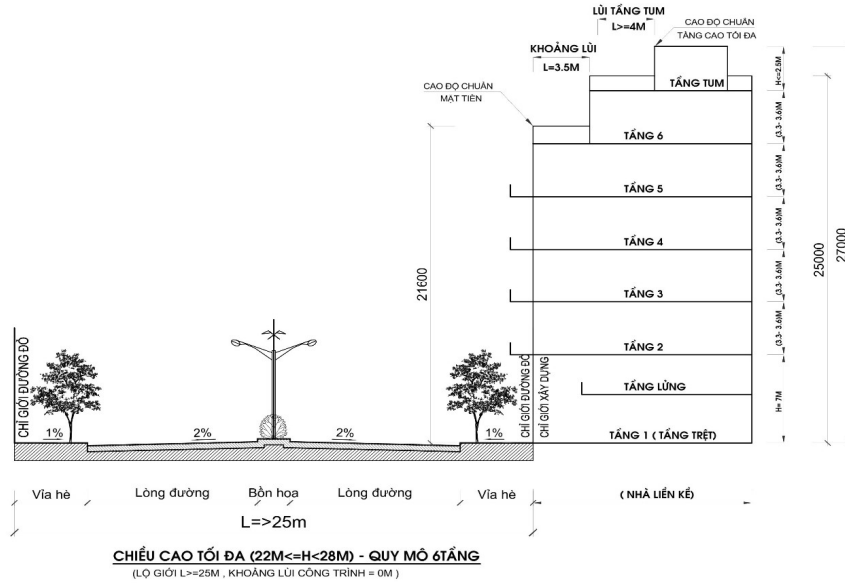 LÙI TẦNG TUM
L>=4M
CAO ĐỘ CHUẨN
TẦNG CAO TỐI ĐA
KHOẢNG LÙI
L=3.5M
CAO ĐỘ CHUẨN
MẶT TIỀN
TẦNG TUM
H<=2.5M
TẦNG 6
(3.3- 3.6)M
TẦNG 5
(3.3- 3.6)M
TẦNG 4
(3.3- 3.6)M
TẦNG 3
(3.3- 3.6)M
TẦNG 2
(3.3- 3.6)M
TẦNG LỬNG
H= 7M
TẦNG 1 ( TẦNG TRỆT)
21600
25000
27000
CHỈ GIỚI ĐƯỜNG ĐỎ
CHỈ GIỚI ĐƯỜNG ĐỎ
CHỈ GIỚI XÂY DỰNG
1%
2%
2%
1%
Vỉa hè
Lòng đường
Bồn hoạ
Lòng đường
Vỉa hè
( NHÀ LIỀN KỀ)
L=>25m
CHIỀU CAO TỐI ĐA (22M<=H<28M) - QUY MÔ 6TẦNG
(LỘ GIỚI L>=25M , KHOẢNG LÙI CÔNG TRÌNH = 0M )